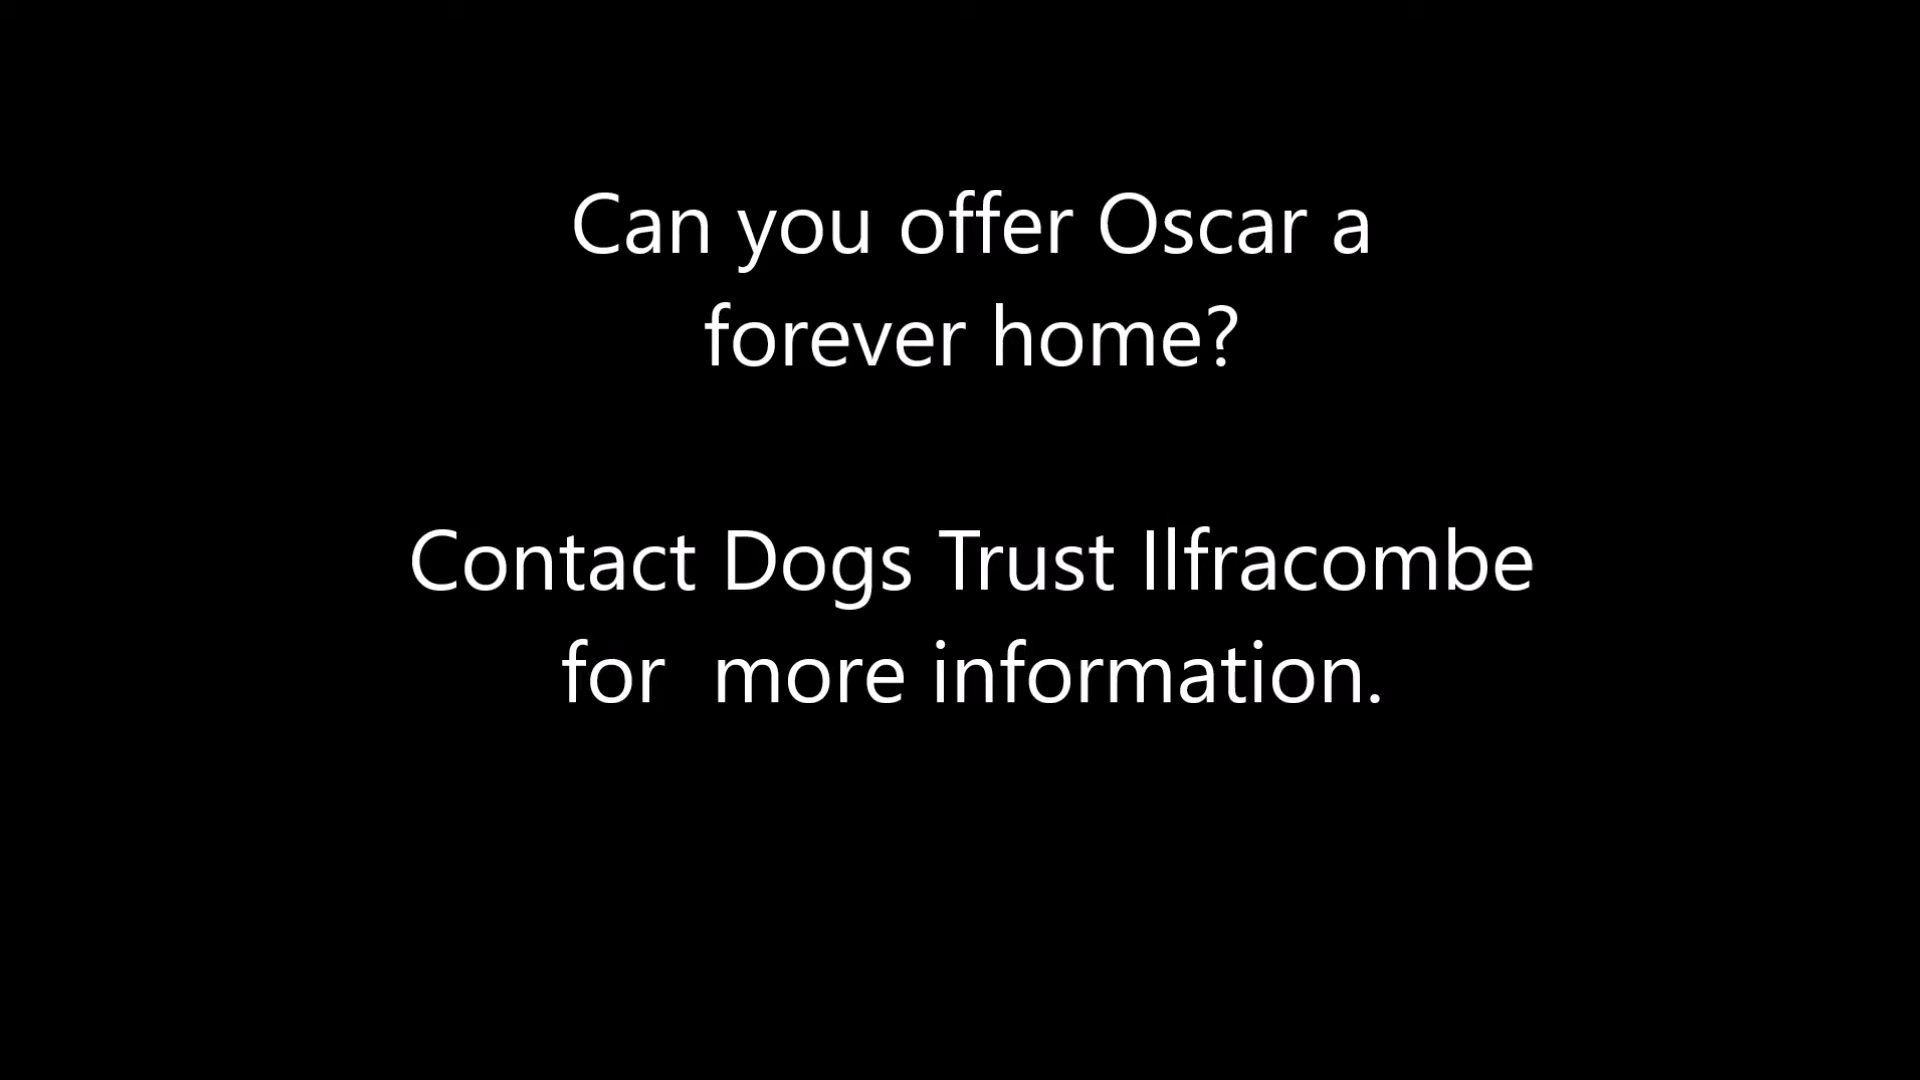 Can you offer Oscar a
forever home?
Contact Dogs Trust Ilfracombe
for  more information.